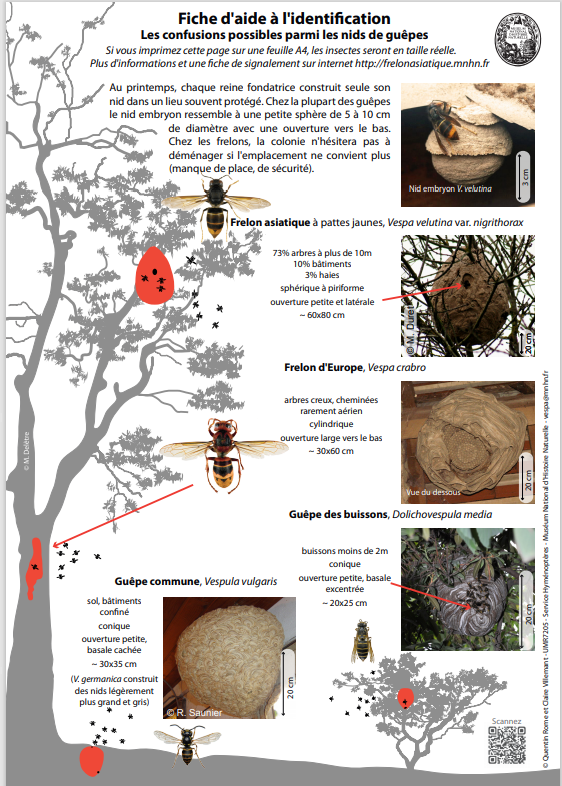 Fiche d'aide à l'identification
Les confusions possibles parmi les nids de guêpes
Si vous imprimez cette page sur une feuille A4, les insectes seront en taille réelle.
Plus d'informations et une fiche de signalement sur internet http://frelonasiatique.mnhn.fr
Au printemps, chaque reine fondatrice construit seule son
nid dans un lieu souvent protégé. Chez la plupart des guêpes
le nid embryon ressemble à une petite sphère de 5 à 10 cm
de diamètre avec une ouverture vers le bas.
Chez les frelons, la colonie n'hésitera pas à
déménager si l'emplacement ne convient plus
(manque de place, de sécurité).
Nid embryon V. velutina
3 cm
Frelon asiatique à pattes jaunes, Vespa velutina var. nigrithorax
73% arbres à plus de 10m
10% bâtiments
3% haies
sphérique à piriforme
ouverture petite et latérale
~ 60x80 cm
© M. Duret
20 cm
Frelon d'Europe, Vespa crabro
arbres creux, cheminées
rarement aérien
cylindrique
ouverture large vers le bas
~ 30x60 cm
Vue du dessous
20 cm
© M. Delètre
Guêpe des buissons, Dolichovespula media
buissons moins de 2m
conique
ouverture petite, basale
excentrée
~ 20x25 cm
20 cm
Guêpe commune, Vespula vulgaris
sol, bâtiments
confiné
conique
ouverture petite,
basale cachée
~ 30x35 cm
(V. germanica construit
des nids légèrement
plus grand et gris)
© R. Saunier
20 cm
Scannez
© Quentin Rome et Claire Villemant - UMR7205 - Service Hyménoptères - Muséum National d'Histoire Naturelle - vespa@mnhn.fr